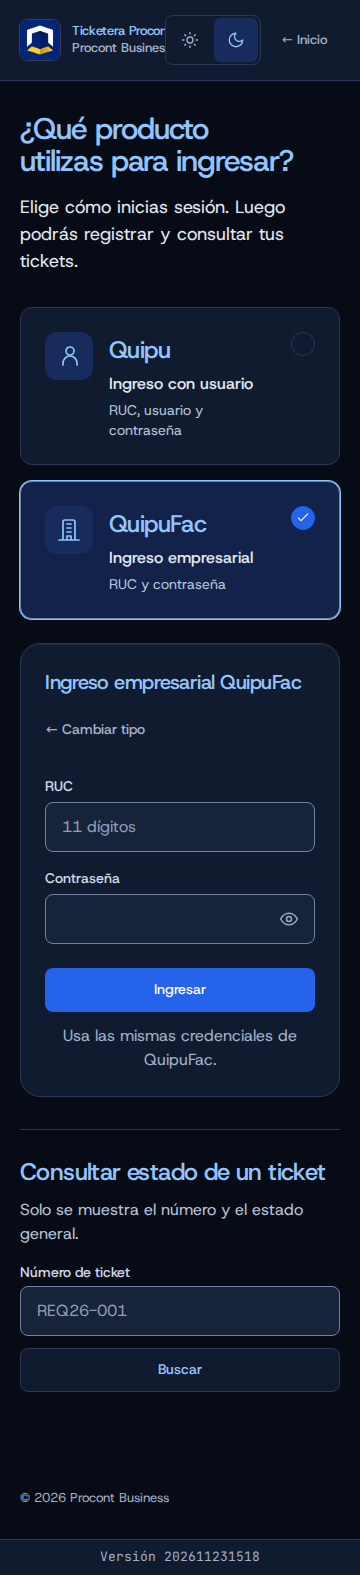 Ticketera Procor
Procont Busines
← Inicio
¿Qué producto
utilizas para ingresar?
Elige cómo inicias sesión. Luego
podrás registrar y consultar tus
tickets.
Quipu
Ingreso con usuario
RUC, usuario y
contraseña
QuipuFac
Ingreso empresarial
RUC y contraseña
Ingreso empresarial QuipuFac
← Cambiar tipo
RUC
11 dígitos
Contraseña
Ingresar
Usa las mismas credenciales de
QuipuFac.
Consultar estado de un ticket
Solo se muestra el número y el estado
general.
Número de ticket
REQ26-001
Buscar
© 2026 Procont Business
Versión 202611231518